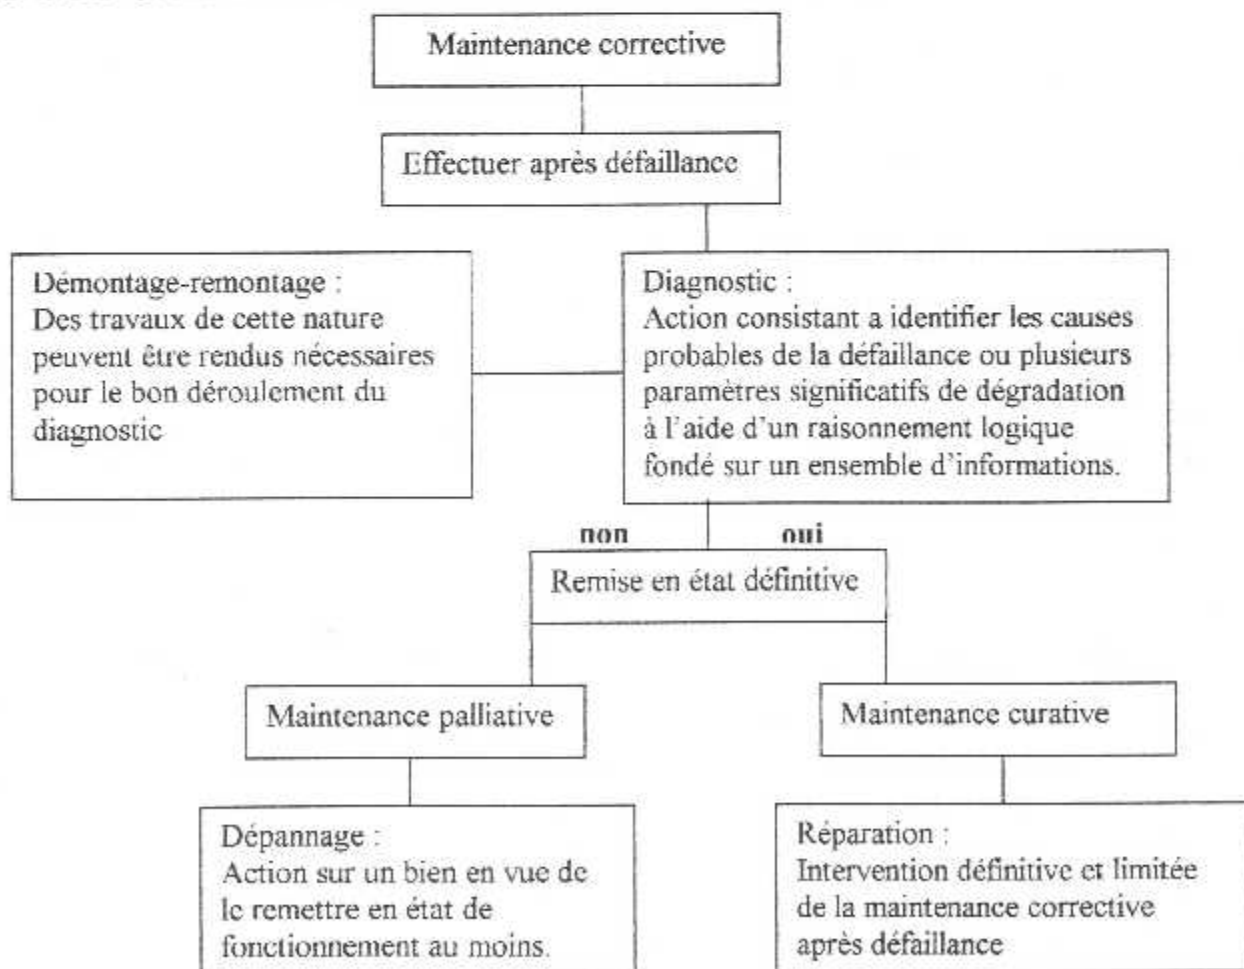 Maintenance corrective
Effectuer après défaillance
Démontage-remontage :
Des travaux de cette nature
peuvent être rendus nécessaires
pour le bon déroulement du
diagnostic
Diagnostic :
Action consistant a identifier les causes
probables de la défaillance ou plusieurs
paramètres significatifs de dégradation
à l'aide d'un raisonnement logique
fondé sur un ensemble d'informations.
non oui
Remise en état définitive
Maintenance palliative
Maintenance curative
Dépannage :
Action sur un bien en vue de
le remettre en état de
fonctionnement au moins.
Réparation :
Intervention définitive et limitée
de la maintenance corrective
après défaillance